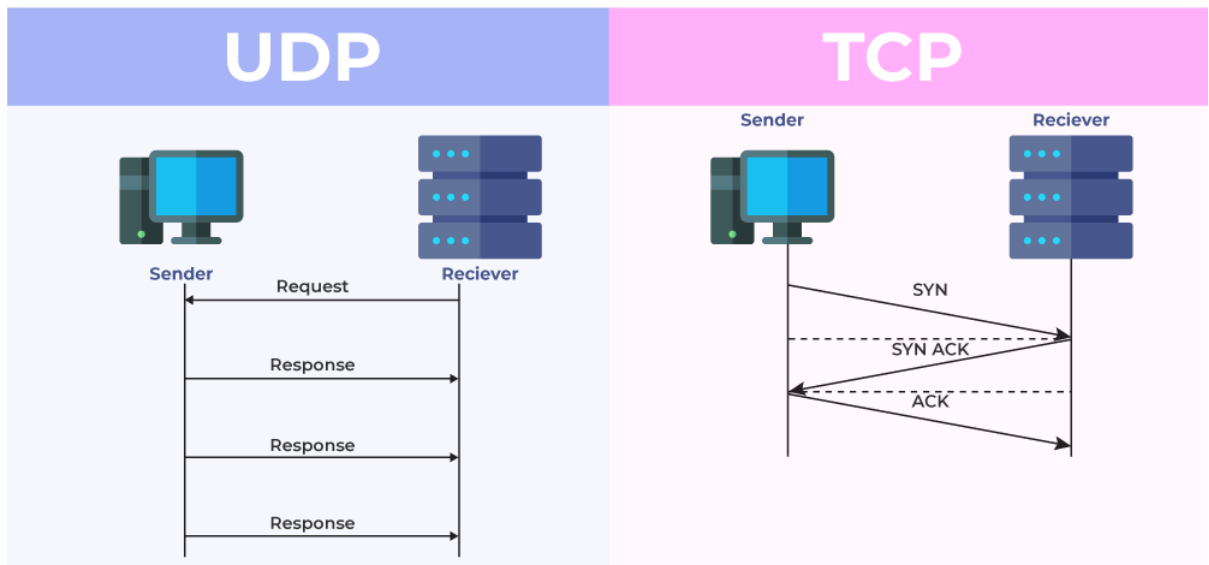 UDP
TCP
Sender
Reciever
Sender
Reciever
Request
Response
Response
Response
SYN
SYN ACK
ACK